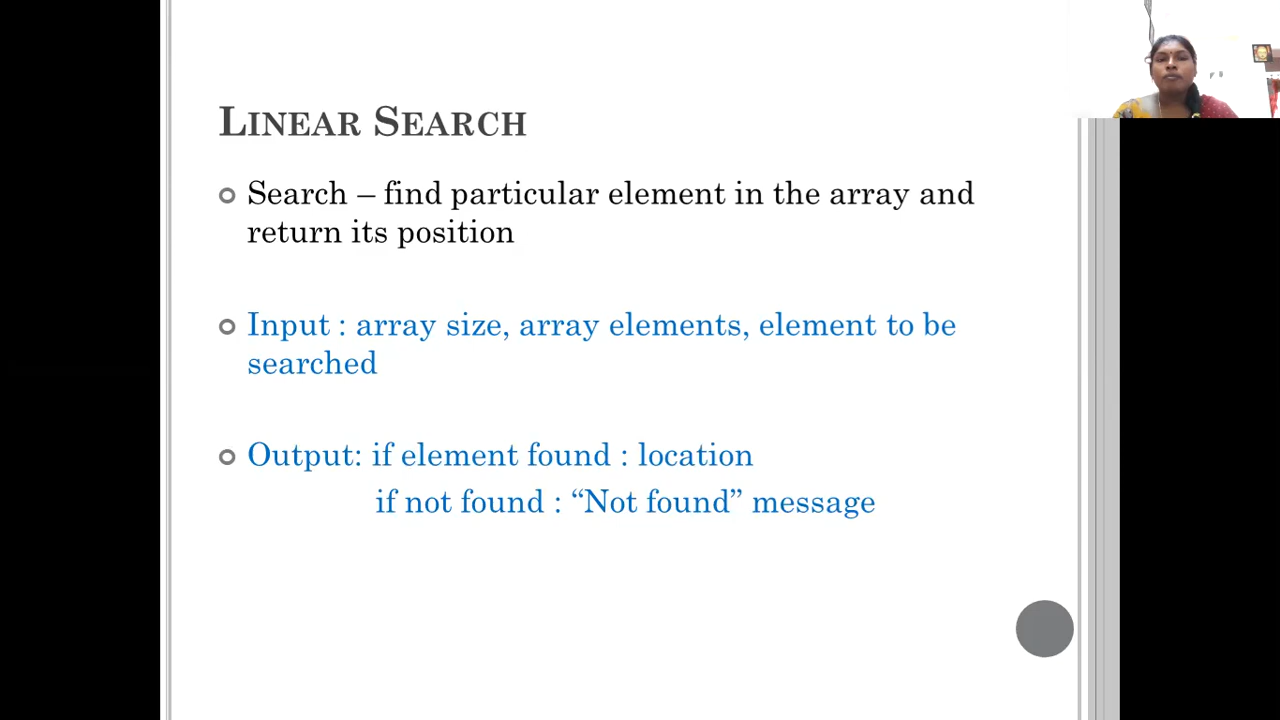 LINEAR SEARCH
Search – find particular element in the array and
return its position
Input : array size, array elements, element to be
searched
Output: if element found : location
if not found : “Not found” message